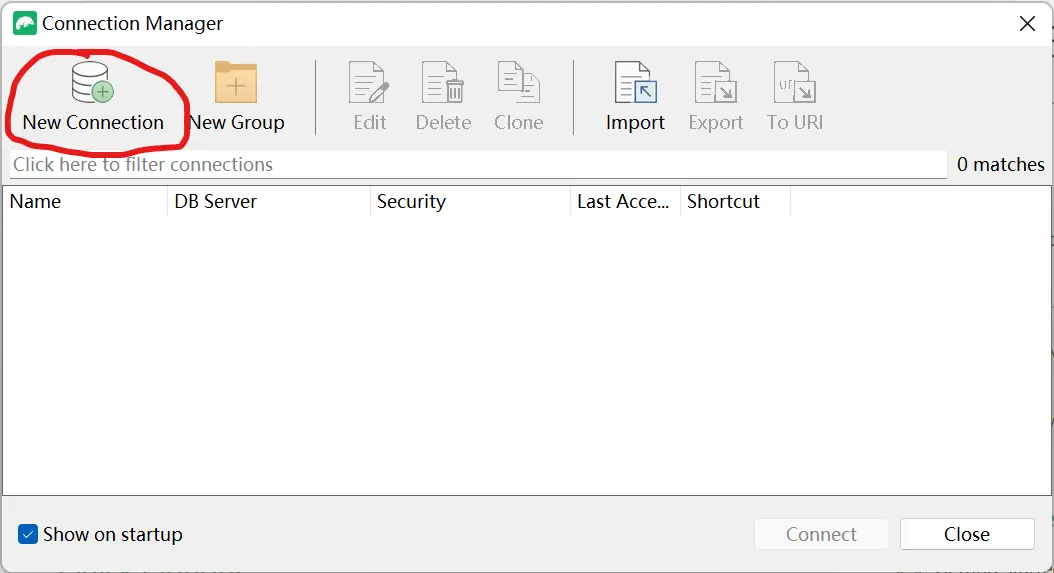 Connection Manager
New Connection New Group Edit Delete Clone Import Export To URI
Click here to filter connections 0 matches
Name DB Server Security Last Acce... Shortcut
Show on startup Connect Close